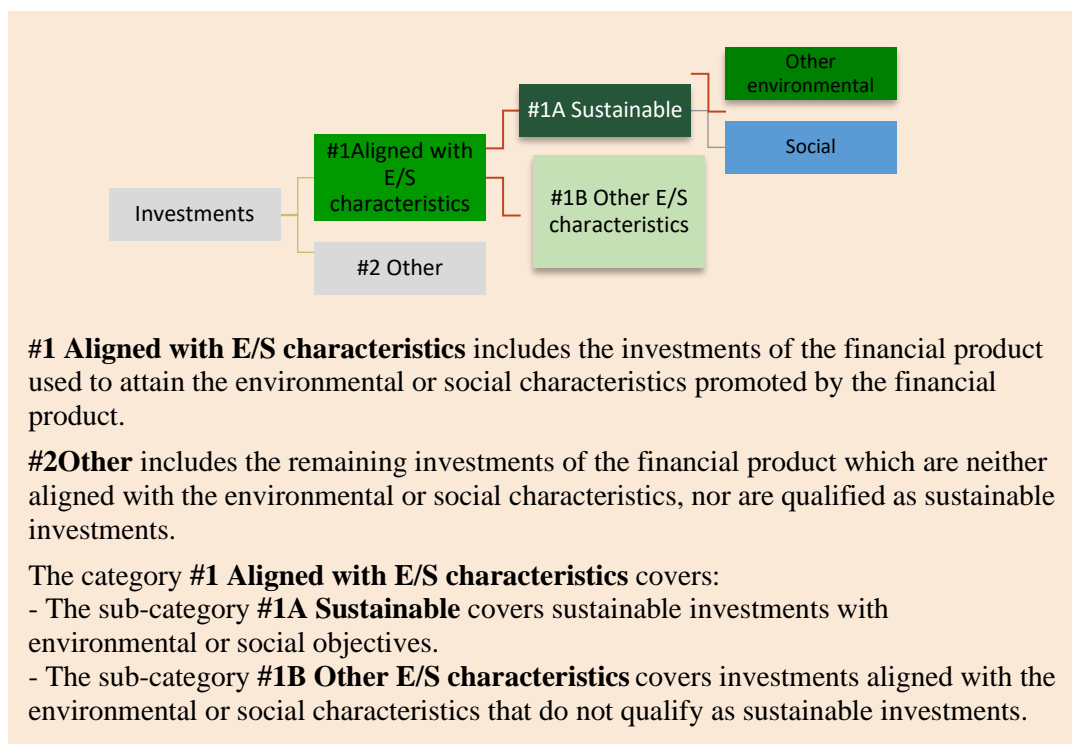 Other
environmental
#1A Sustainable
Social
#1Aligned with
E/S
characteristics
#1B Other E/S
characteristics
Investments
#2 Other
#1 Aligned with E/S characteristics includes the investments of the financial product
used to attain the environmental or social characteristics promoted by the financial
product.
#2Other includes the remaining investments of the financial product which are neither
aligned with the environmental or social characteristics, nor are qualified as sustainable
investments.
The category #1 Aligned with E/S characteristics covers:
- The sub-category #1A Sustainable covers sustainable investments with
environmental or social objectives.
- The sub-category #1B Other E/S characteristics covers investments aligned with the
environmental or social characteristics that do not qualify as sustainable investments.